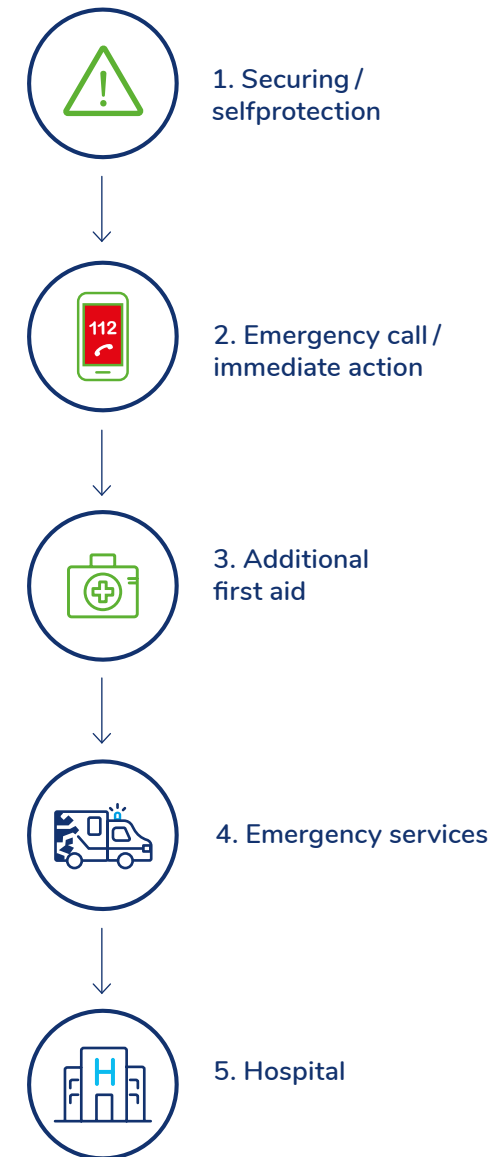 1. Securing /
selfprotection
112
2. Emergency call /
immediate action
3. Additional
first aid
4. Emergency services
H
5. Hospital